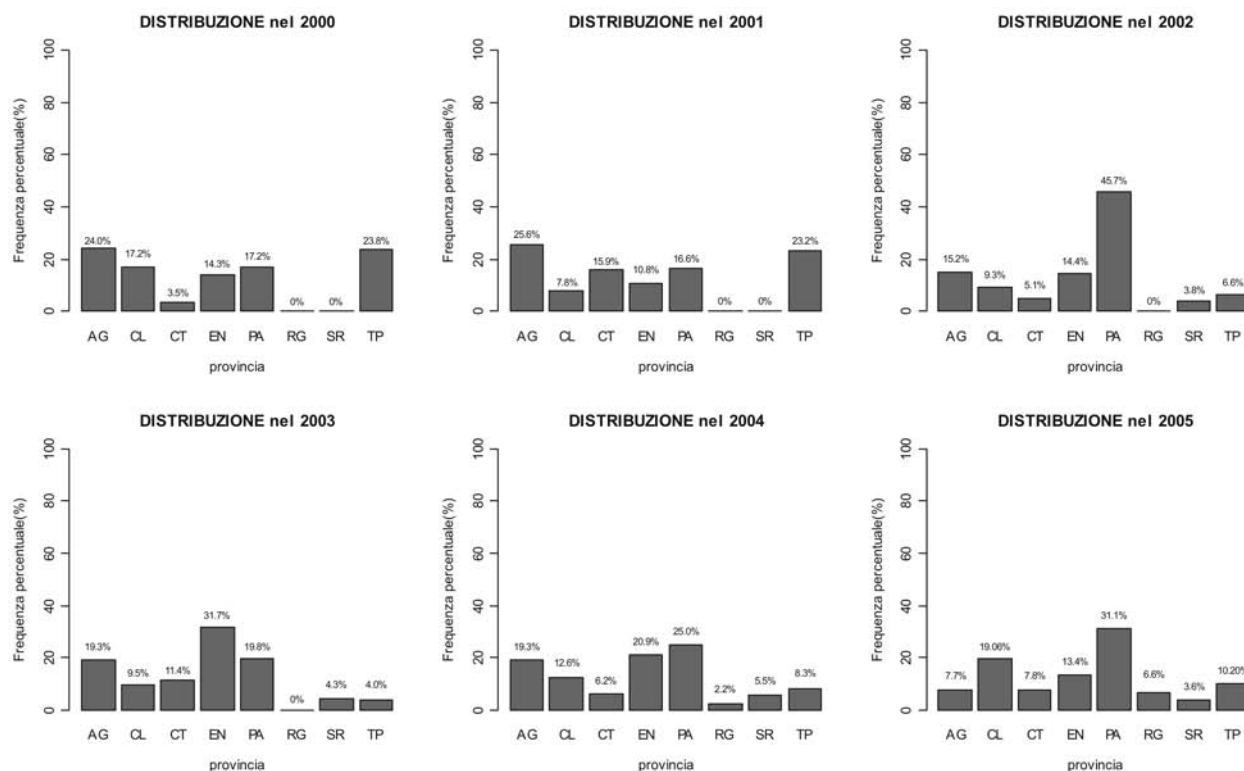 DISTRIBUZIONE nel 2000
Frequenza percentuale(%)
0 20 40 60 80 100
24.0% 17.2% 3.5% 14.3% 17.2% 0% 0% 23.8%
AG CL CT EN PA RG SR TP
provincia
DISTRIBUZIONE nel 2001
Frequenza percentuale(%)
0 20 40 60 80 100
25.6% 7.8% 15.9% 10.8% 16.6% 0% 0% 23.2%
AG CL CT EN PA RG SR TP
provincia
DISTRIBUZIONE nel 2002
Frequenza percentuale(%)
0 20 40 60 80 100
15.2% 9.3% 5.1% 14.4% 45.7% 0% 3.8% 6.6%
AG CL CT EN PA RG SR TP
provincia
DISTRIBUZIONE nel 2003
Frequenza percentuale(%)
0 20 40 60 80 100
19.3% 9.5% 11.4% 31.7% 19.8% 0% 4.3% 4.0%
AG CL CT EN PA RG SR TP
provincia
DISTRIBUZIONE nel 2004
Frequenza percentuale(%)
0 20 40 60 80 100
19.3% 12.6% 6.2% 20.9% 25.0% 2.2% 5.5% 8.3%
AG CL CT EN PA RG SR TP
provincia
DISTRIBUZIONE nel 2005
Frequenza percentuale(%)
0 20 40 60 80 100
7.7% 19.06% 7.8% 13.4% 31.1% 6.6% 3.6% 10.20%
AG CL CT EN PA RG SR TP
provincia